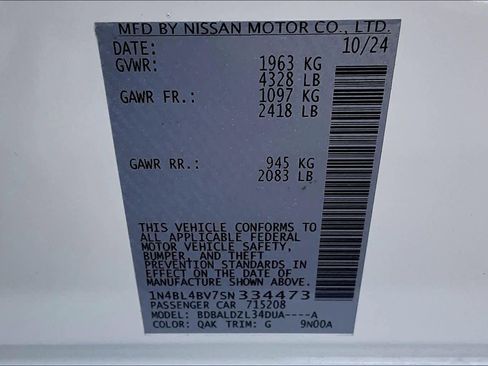 MFD BY NISSAN MOTOR CO., LTD.
DATE: 10/24
GVWR: 1963 KG
4328 LB
GAWR FR.: 1097 KG
2418 LB
GAWR RR.: 945 KG
2083 LB
THIS VEHICLE CONFORMS TO
ALL APPLICABLE FEDERAL
MOTOR VEHICLE SAFETY,
BUMPER, AND THEFT
PREVENTION STANDARDS
IN EFFECT ON THE DATE OF
MANUFACTURE SHOWN ABOVE.
1N4BL4BV7SN334473
PASSENGER CAR 715208
MODEL: BDBALDZL34DUA----A
COLOR: QAK TRIM: G 9N00A